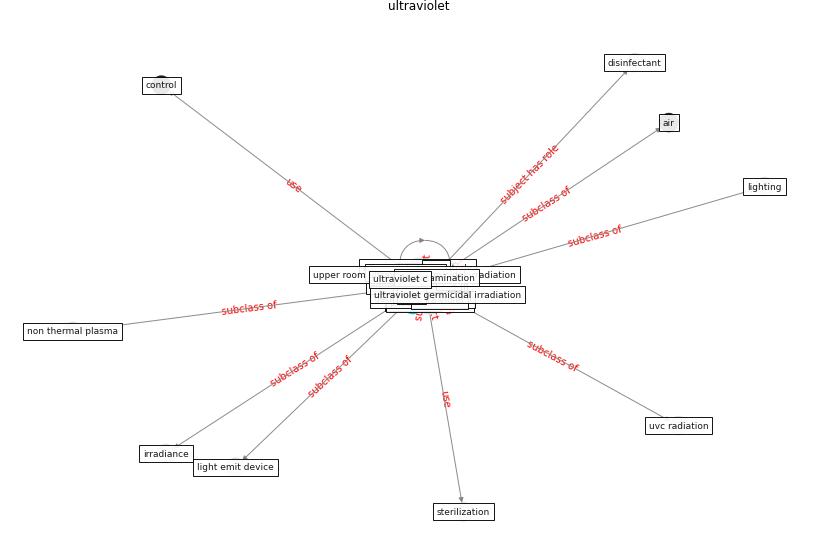 ultraviolet
disinfectant
control
air
use
subject has role
lighting
subclass of
subclass of
upper room
ultraviolet c
amination
adiation
ultraviolet germicidal irradiation
subclass of
non thermal plasma
subclass of
subclass of
subclass of
use
uvc radiation
irradiance
light emit device
sterilization